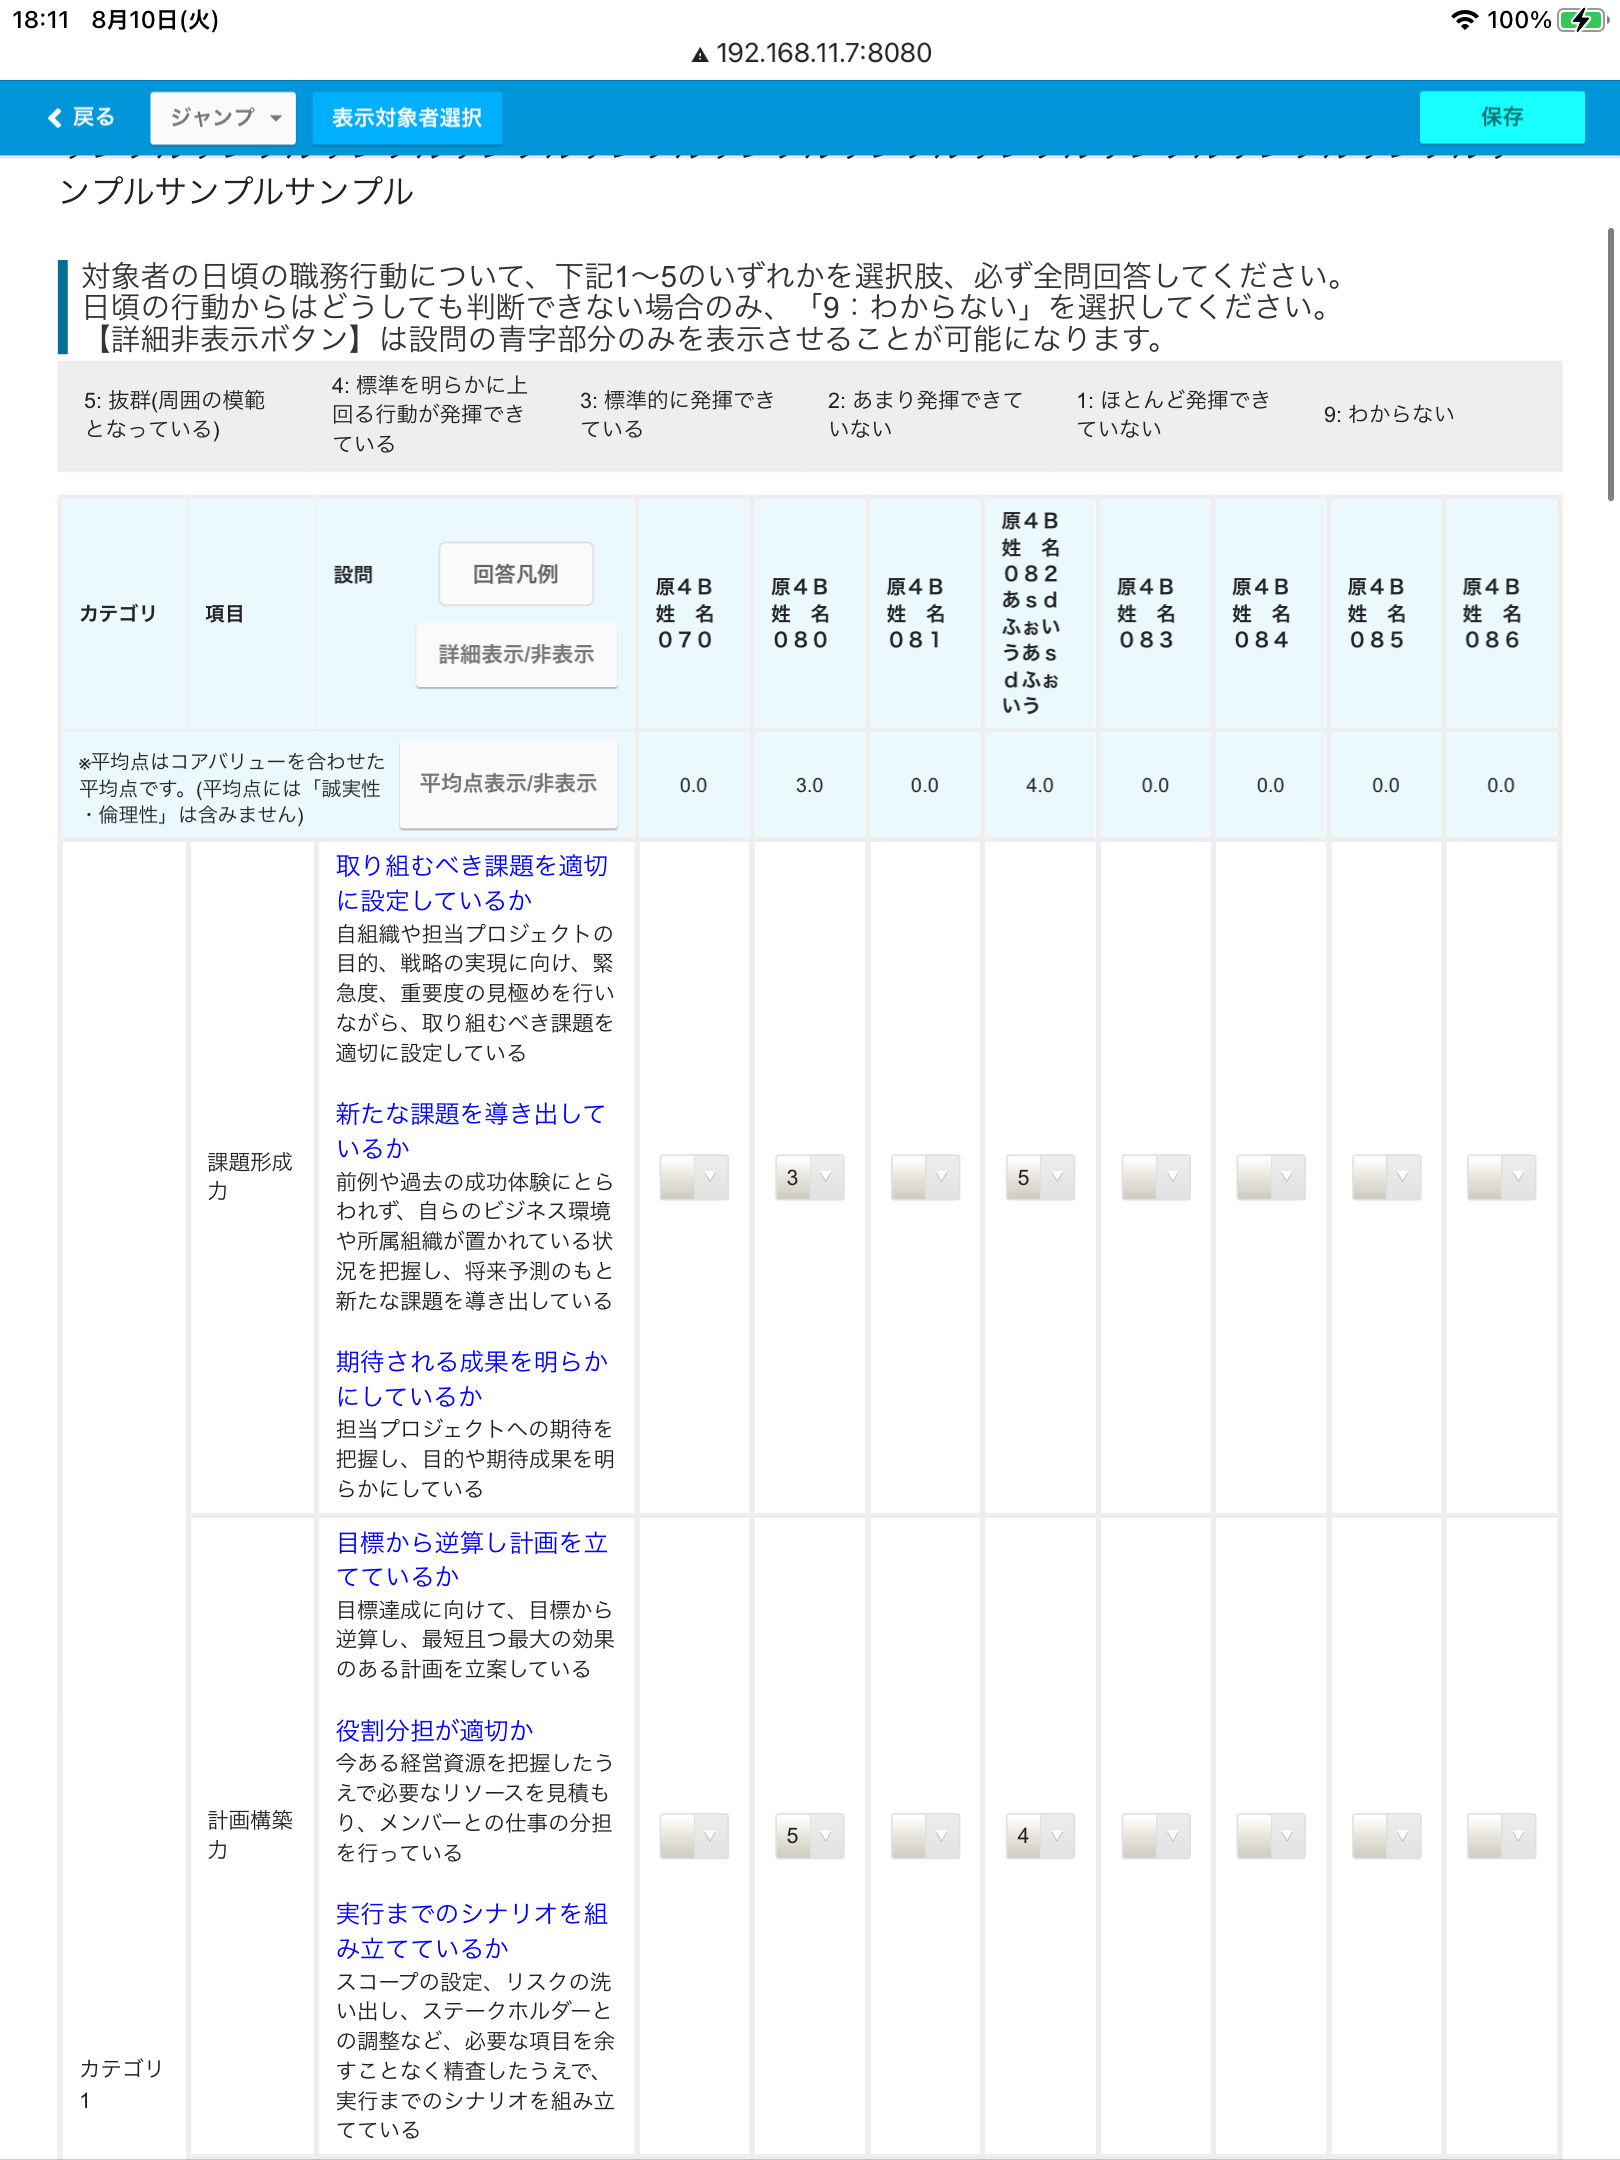 18:11 8月10日(火)
100%
192.168.11.7:8080
戻る
ジャンプ
表示対象者選択
保存
ンプルサンプルサンプル
対象者の日頃の職務行動について、下記1〜5のいずれかを選択肢、必ず全問回答してください。
日頃の行動からはどうしても判断できない場合のみ、「9：わからない」を選択してください。
【詳細非表示ボタン】は設問の青字部分のみを表示させることが可能になります。
5: 抜群(周囲の模範
となっている)
4: 標準を明らかに上
回る行動が発揮でき
ている
3: 標準的に発揮でき
ている
2: あまり発揮できて
いない
1: ほとんど発揮でき
ていない
9: わからない
カテゴリ
項目
設問
回答凡例
詳細表示/非表示
原４Ｂ
姓　名
０７０
原４Ｂ
姓　名
０８０
原４Ｂ
姓　名
０８１
原４Ｂ
姓　名
０８２
あｓｄ
ふぉい
うあｓ
ｄふぉ
いう
原４Ｂ
姓　名
０８３
原４Ｂ
姓　名
０８４
原４Ｂ
姓　名
０８５
原４Ｂ
姓　名
０８６
※平均点はコアバリューを合わせた
平均点です。(平均点には「誠実性
・倫理性」は含みません)
平均点表示/非表示
0.0 3.0 0.0 4.0 0.0 0.0 0.0 0.0
カテゴリ
1
課題形成
力
取り組むべき課題を適切
に設定しているか
自組織や担当プロジェクトの
目的、戦略の実現に向け、緊
急度、重要度の見極めを行い
ながら、取り組むべき課題を
適切に設定している
新たな課題を導き出して
いるか
前例や過去の成功体験にとら
われず、自らのビジネス環境
や所属組織が置かれている状
況を把握し、将来予測のもと
新たな課題を導き出している
期待される成果を明らか
にしているか
担当プロジェクトへの期待を
把握し、目的や期待成果を明
らかにしている
3 5
計画構築
力
目標から逆算し計画を立
てているか
目標達成に向けて、目標から
逆算し、最短且つ最大の効果
のある計画を立案している
役割分担が適切か
今ある経営資源を把握したう
えで必要なリソースを見積も
り、メンバーとの仕事の分担
を行っている
実行までのシナリオを組
み立てているか
スコープの設定、リスクの洗
い出し、ステークホルダーと
の調整など、必要な項目を余
すことなく精査したうえで、
実行までのシナリオを組み立
てている
5 4